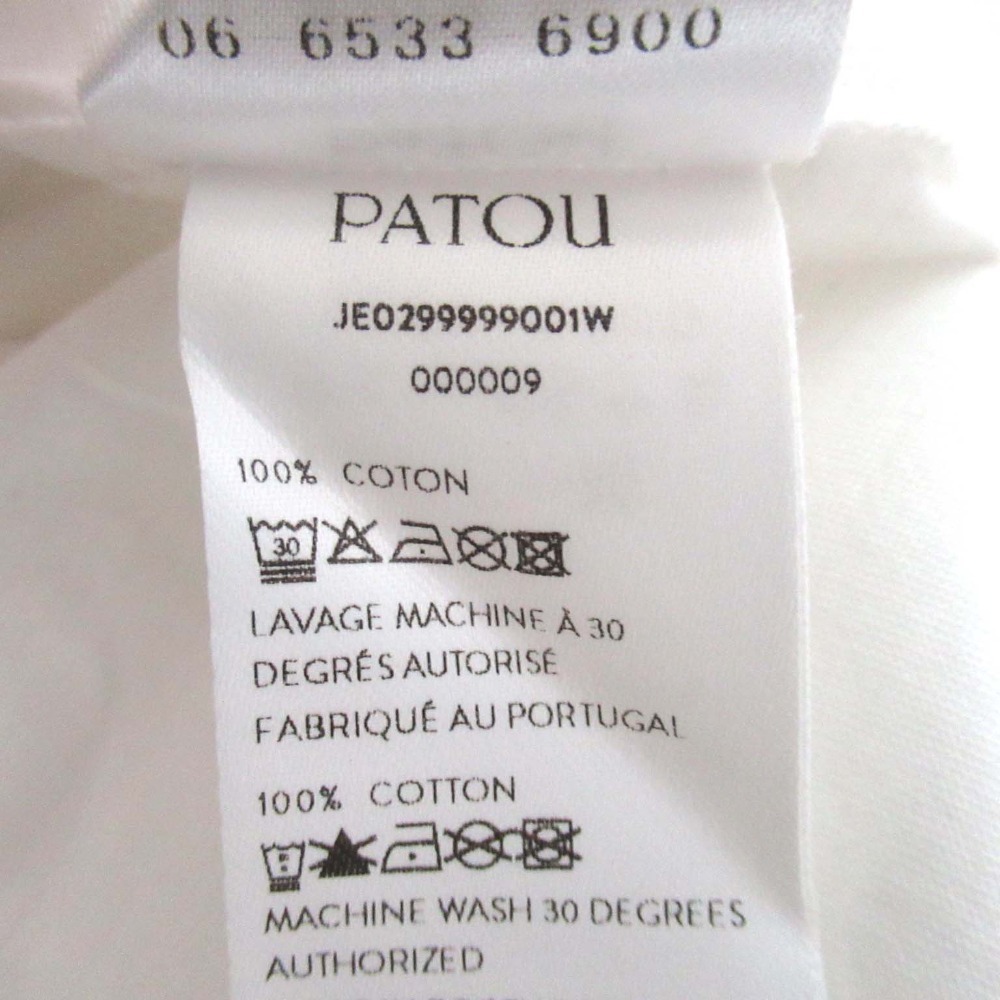 06 6533 6900
PATOU
JE0299999001W
000009
100% COTON
30
LAVAGE MACHINE À 30
DEGRÉS AUTORISÉ
FABRIQUÉ AU PORTUGAL
100% COTTON
MACHINE WASH 30 DEGREES
AUTHORIZED